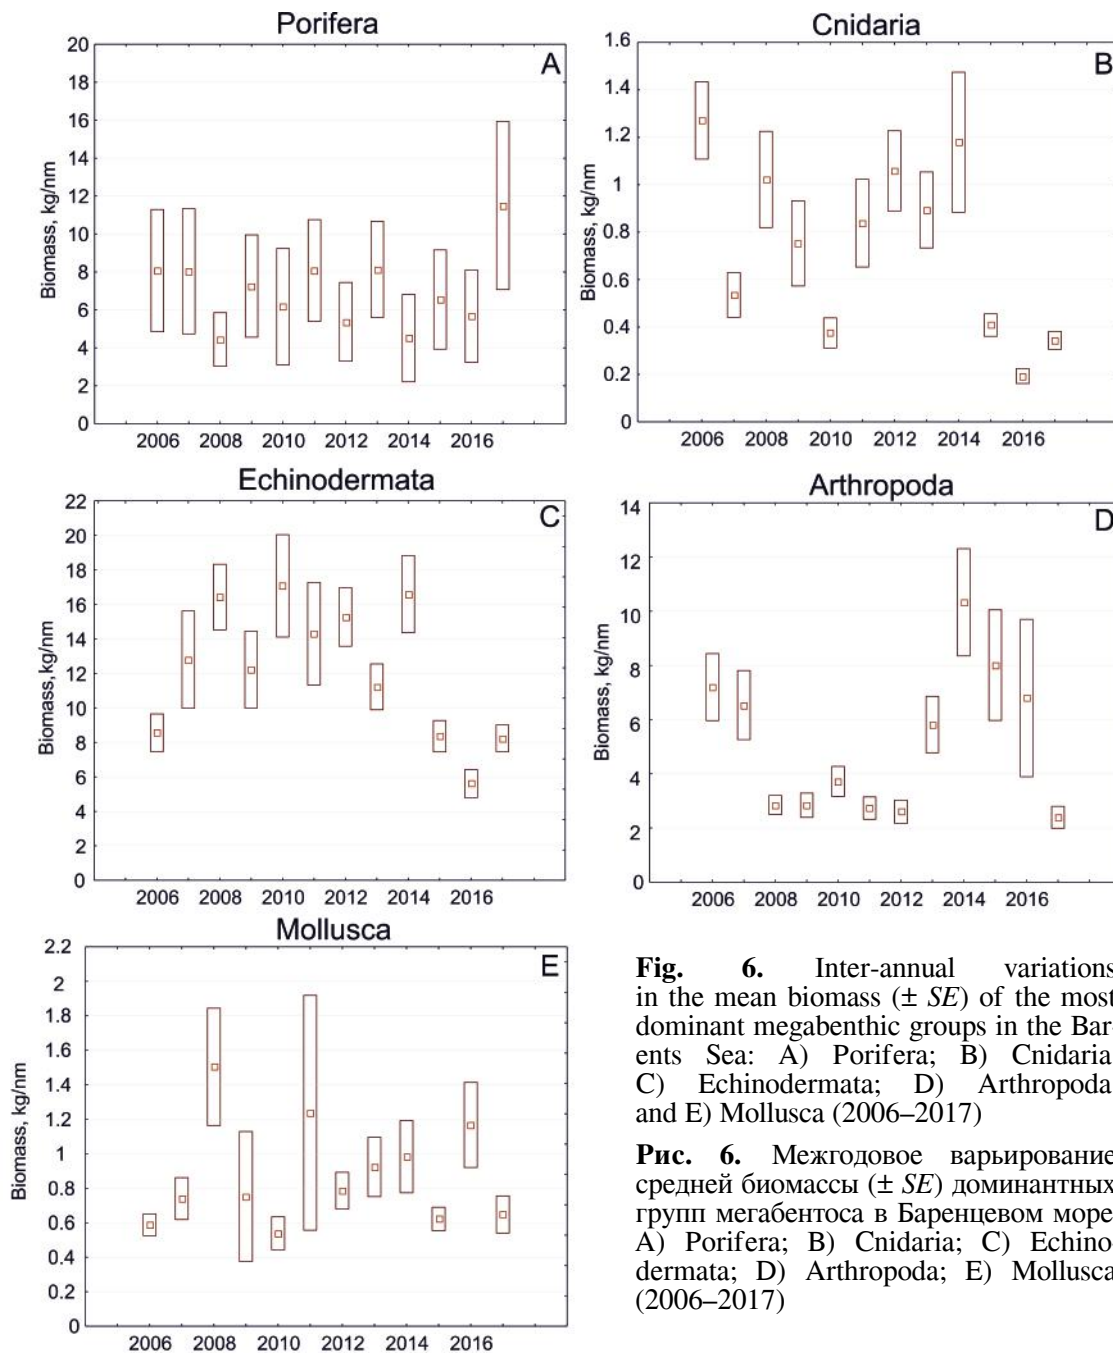 Porifera
A
Biomass, kg/nm
20
18
16
14
12
10
8
6
4
2
0
2006 2008 2010 2012 2014 2016
Cnidaria
B
Biomass, kg/nm
1.6
1.4
1.2
1
0.8
0.6
0.4
0.2
0
2006 2008 2010 2012 2014 2016
Echinodermata
C
Biomass, kg/nm
22
20
18
16
14
12
10
8
6
4
2
0
2006 2008 2010 2012 2014 2016
Arthropoda
D
Biomass, kg/nm
14
12
10
8
6
4
2
0
2006 2008 2010 2012 2014 2016
Mollusca
E
Biomass, kg/nm
2.2
2
1.8
1.6
1.4
1.2
1
0.8
0.6
0.4
0.2
0
2006 2008 2010 2012 2014 2016
Fig. 6. Inter-annual variations
in the mean biomass (± SE) of the most
dominant megabenthic groups in the Bar-
ents Sea: A) Porifera; B) Cnidaria
C) Echinodermata; D) Arthropoda
and E) Mollusca (2006–2017)
Рис. 6. Межгодовое варьирование
средней биомассы (± SE) доминантных
групп мегабентоса в Баренцевом море
A) Porifera; B) Cnidaria; C) Echino-
dermata; D) Arthropoda; E) Mollusca
(2006–2017)